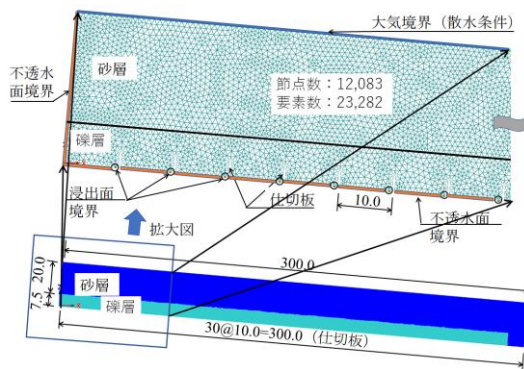 大気境界（散水条件）
不透水
面境界
砂層
節点数：12,083
要素数：23,282
礫層
浸出面
境界
仕切板
10.0
不透水面
境界
拡大図
300.0
20.0
砂層
7.5
礫層
30@10.0=300.0（仕切板）